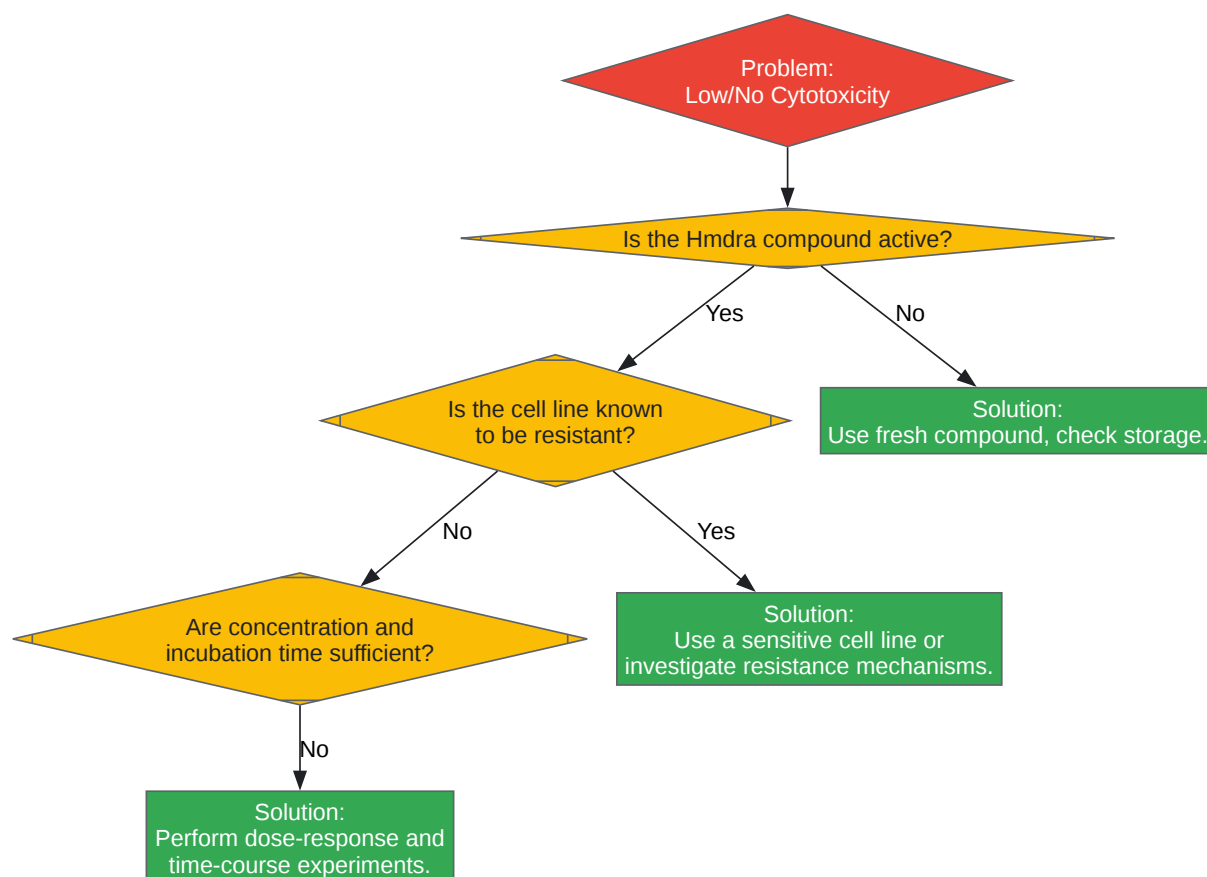 Problem:
Low/No Cytotoxicity
Is the Hmdra compound active?
Yes
No
Is the cell line known
to be resistant?
Solution:
Use fresh compound, check storage.
No
Yes
Are concentration and
incubation time sufficient?
Solution:
Use a sensitive cell line or
investigate resistance mechanisms.
No
Solution:
Perform dose-response and
time-course experiments.